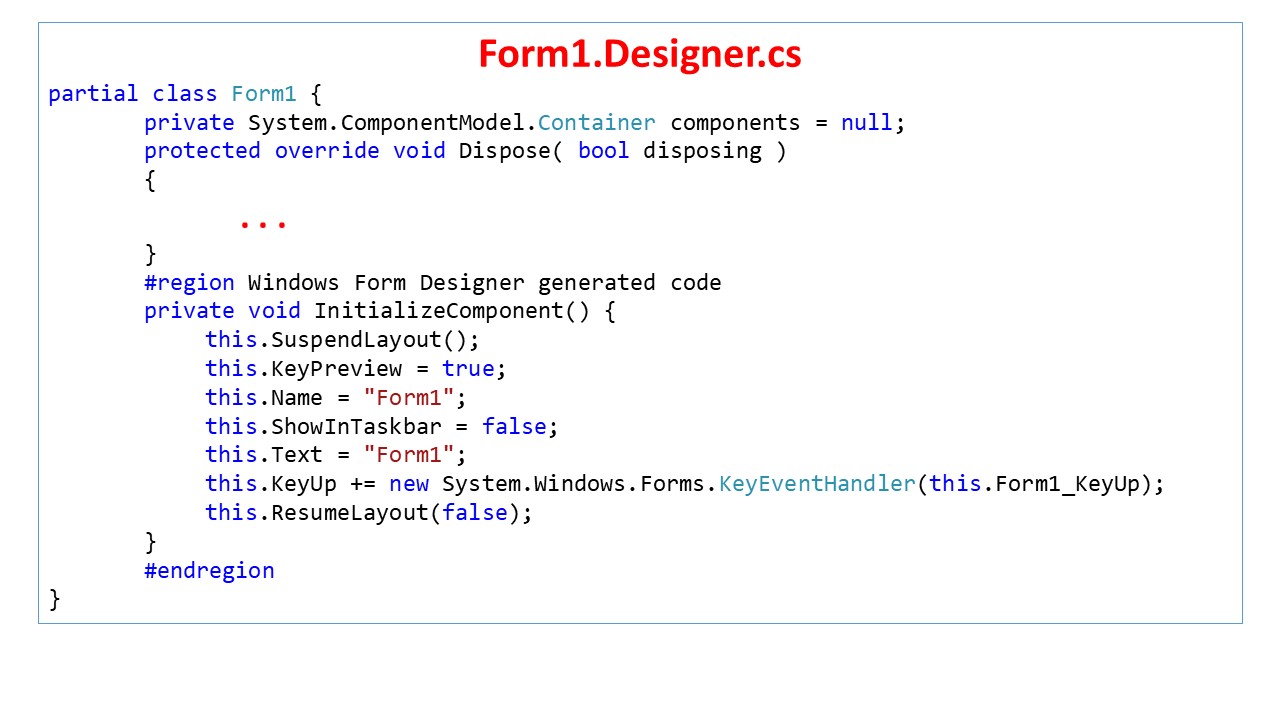 Form1.Designer.cs
partial class Form1 {
private System.ComponentModel.Container components = null;
protected override void Dispose( bool disposing )
{
...
}
#region Windows Form Designer generated code
private void InitializeComponent() {
this.SuspendLayout();
this.KeyPreview = true;
this.Name = "Form1";
this.ShowInTaskbar = false;
this.Text = "Form1";
this.KeyUp += new System.Windows.Forms.KeyEventHandler(this.Form1_KeyUp);
this.ResumeLayout(false);
}
#endregion
}